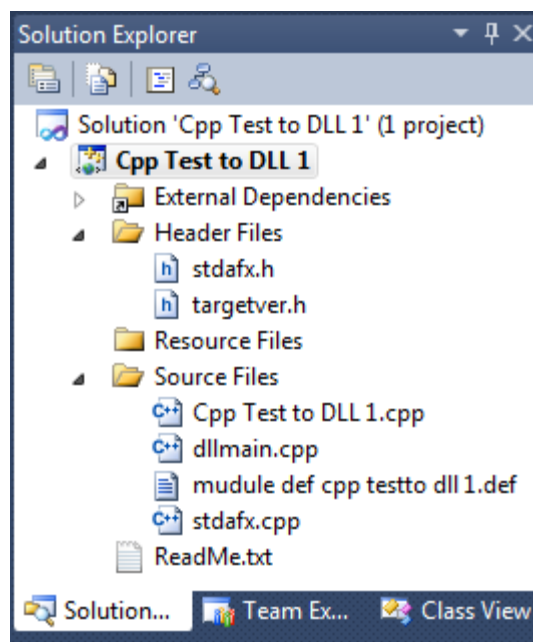 Solution Explorer
Solution 'Cpp Test to DLL 1' (1 project)
Cpp Test to DLL 1
External Dependencies
Header Files
stdafx.h
targetver.h
Resource Files
Source Files
Cpp Test to DLL 1.cpp
dllmain.cpp
mudule def cpp testto dll 1.def
stdafx.cpp
ReadMe.txt
Solution... Team Ex... Class View